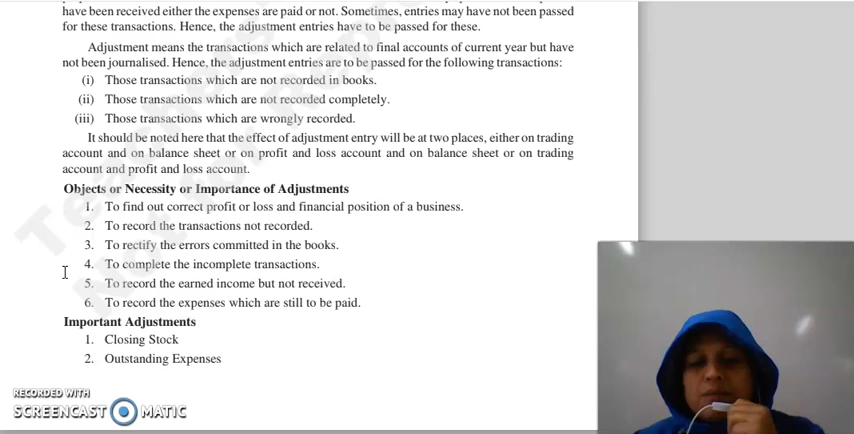 have been received either the expenses are paid or not. Sometimes, entries may have not been passed
for these transactions. Hence, the adjustment entries have to be passed for these.
Adjustment means the transactions which are related to final accounts of current year but have
not been journalised. Hence, the adjustment entries are to be passed for the following transactions:
(i) Those transactions which are not recorded in books.
(ii) Those transactions which are not recorded completely.
(iii) Those transactions which are wrongly recorded.
It should be noted here that the effect of adjustment entry will be at two places, either on trading
account and on balance sheet or on profit and loss account and on balance sheet or on trading
account and profit and loss account.
Objects or Necessity or Importance of Adjustments
1. To find out correct profit or loss and financial position of a business.
2. To record the transactions not recorded.
3. To rectify the errors committed in the books.
4. To complete the incomplete transactions.
5. To record the earned income but not received.
6. To record the expenses which are still to be paid.
Important Adjustments
1. Closing Stock
2. Outstanding Expenses
RECORDED WITH
SCREENCAST MATIC